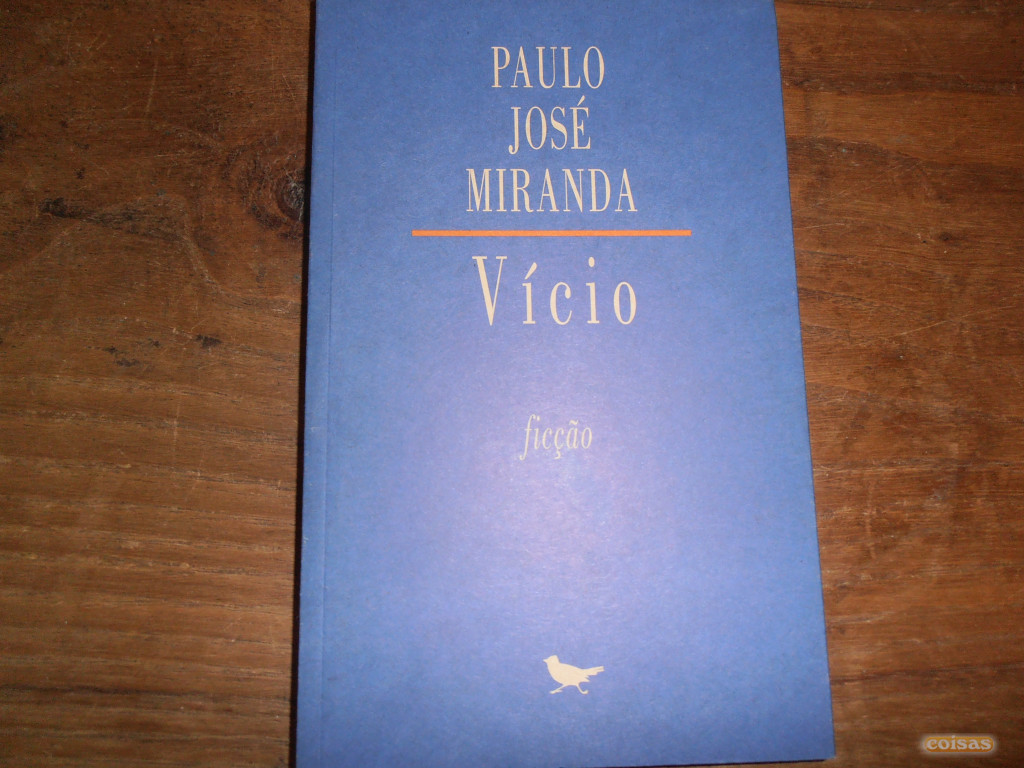 PAULO
JOSÉ
MIRANDA
Vício
ficção
coisas